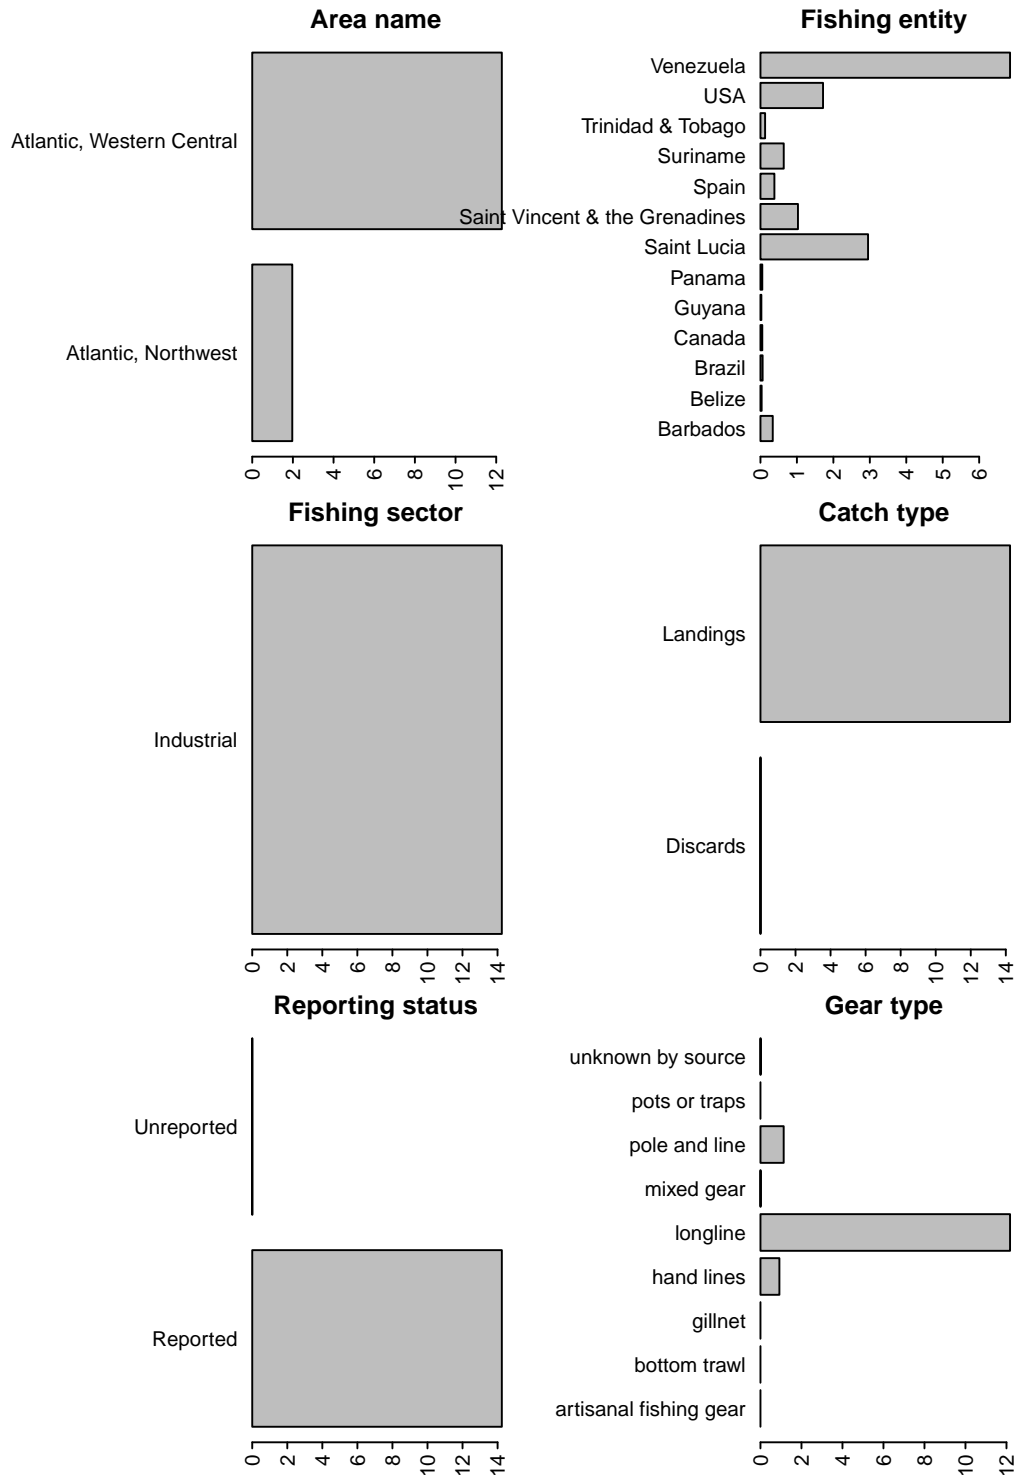 Area name
Atlantic, Western Central
Atlantic, Northwest
0 2 4 6 8 10 12
Fishing entity
Venezuela
USA
Trinidad & Tobago
Suriname
Spain
Saint Vincent & the Grenadines
Saint Lucia
Panama
Guyana
Canada
Brazil
Belize
Barbados
0 1 2 3 4 5 6
Fishing sector
Industrial
0 2 4 6 8 10 12 14
Catch type
Landings
Discards
0 2 4 6 8 10 12 14
Reporting status
Unreported
Reported
0 2 4 6 8 10 12 14
Gear type
unknown by source
pots or traps
pole and line
mixed gear
longline
hand lines
gillnet
bottom trawl
artisanal fishing gear
0 2 4 6 8 10 12